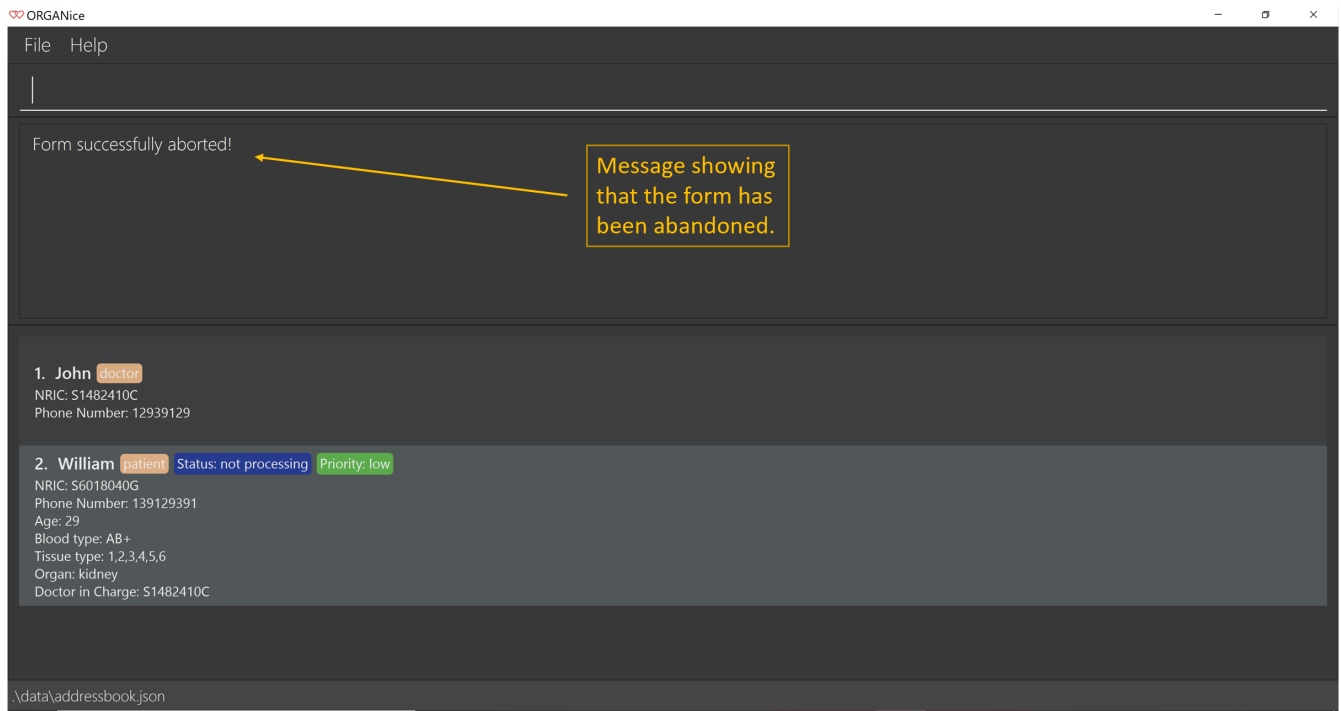 ORGANice
File Help
Form successfully aborted!
Message showing
that the form has
been abandoned.
1. John doctor
NRIC: S1482410C
Phone Number: 12939129
2. William patient Status: not processing Priority: low
NRIC: S6018040G
Phone Number: 139129391
Age: 29
Blood type: AB+
Tissue type: 1,2,3,4,5,6
Organ: kidney
Doctor in Charge: S1482410C
.\data\addressbook.json